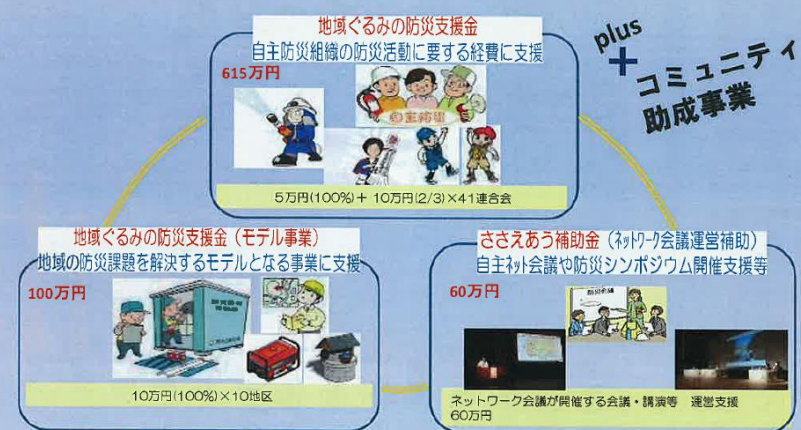 地域ぐるみの防災支援金
自主防災組織の防災活動に要する経費に支援
615万円
自主防災
5万円(100%)+ 10万円(2/3)×41連合会
plus
+
コミュニティ
助成事業
地域ぐるみの防災支援金(モデル事業)
地域の防災課題を解決するモデルとなる事業に支援
100万円
10万円(100%)×10地区
ささえあう補助金(ネットワーク会議運営補助)
自主ネット会議や防災シンポジウム開催支援等
60万円
防災会議
ネットワーク会議が開催する会議・講演等 運営支援
60万円